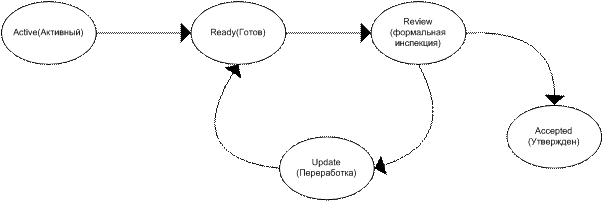 Active(Активный)
Ready(Готов)
Review
(формальная
инспекция)
Accepted
(Утвержден)
Update
(Переработка)